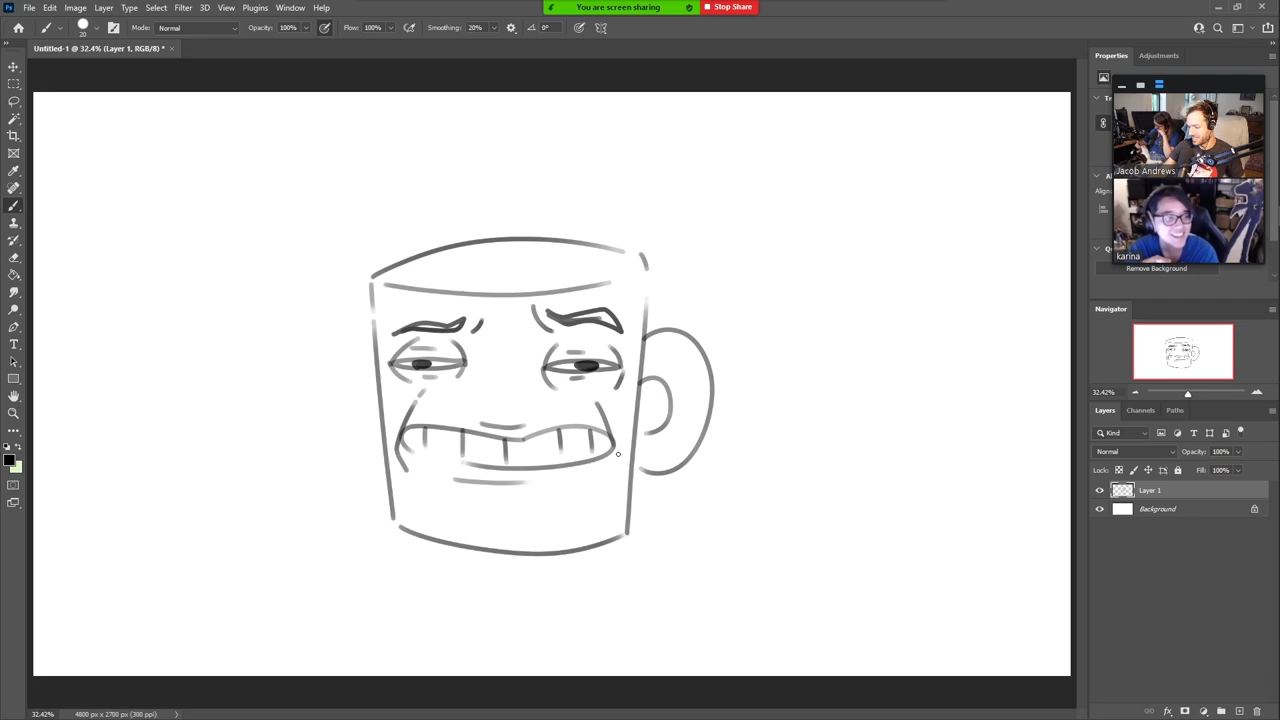 Ps File Edit Image Layer Type Select Filter 3D View Plugins Window Help
You are screen sharing Stop Share
20 Mode: Normal Opacity: 100% Flow: 100% Smoothing: 20% 0°
Untitled-1 @ 32.4% (Layer 1, RGB/8) * ×
Properties Adjustments
Jacob Andrews
karina
Remove Background
Navigator
32.42%
Layers Channels Paths
Kind
Normal Opacity: 100%
Lock: Fill: 100%
Layer 1
Background
32.42% 4800 px x 2700 px (300 ppi)